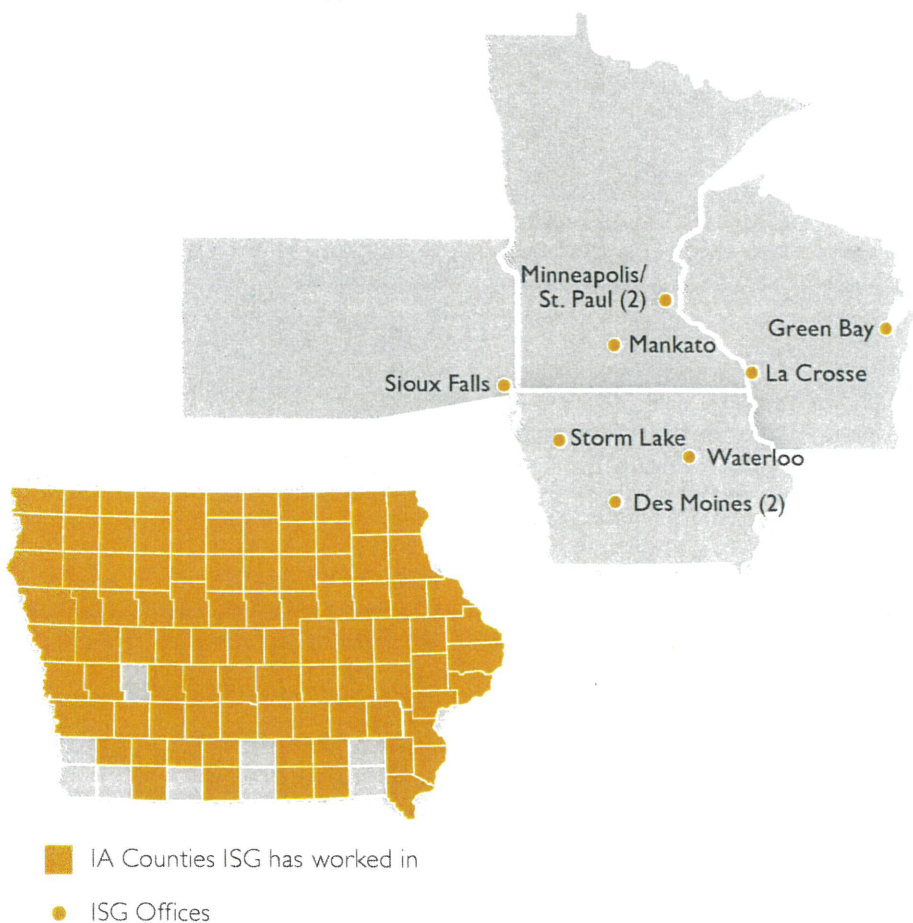 Minneapolis/
St. Paul (2)
Green Bay
Mankato
La Crosse
Sioux Falls
Storm Lake
Waterloo
Des Moines (2)
IA Counties ISG has worked in
ISG Offices